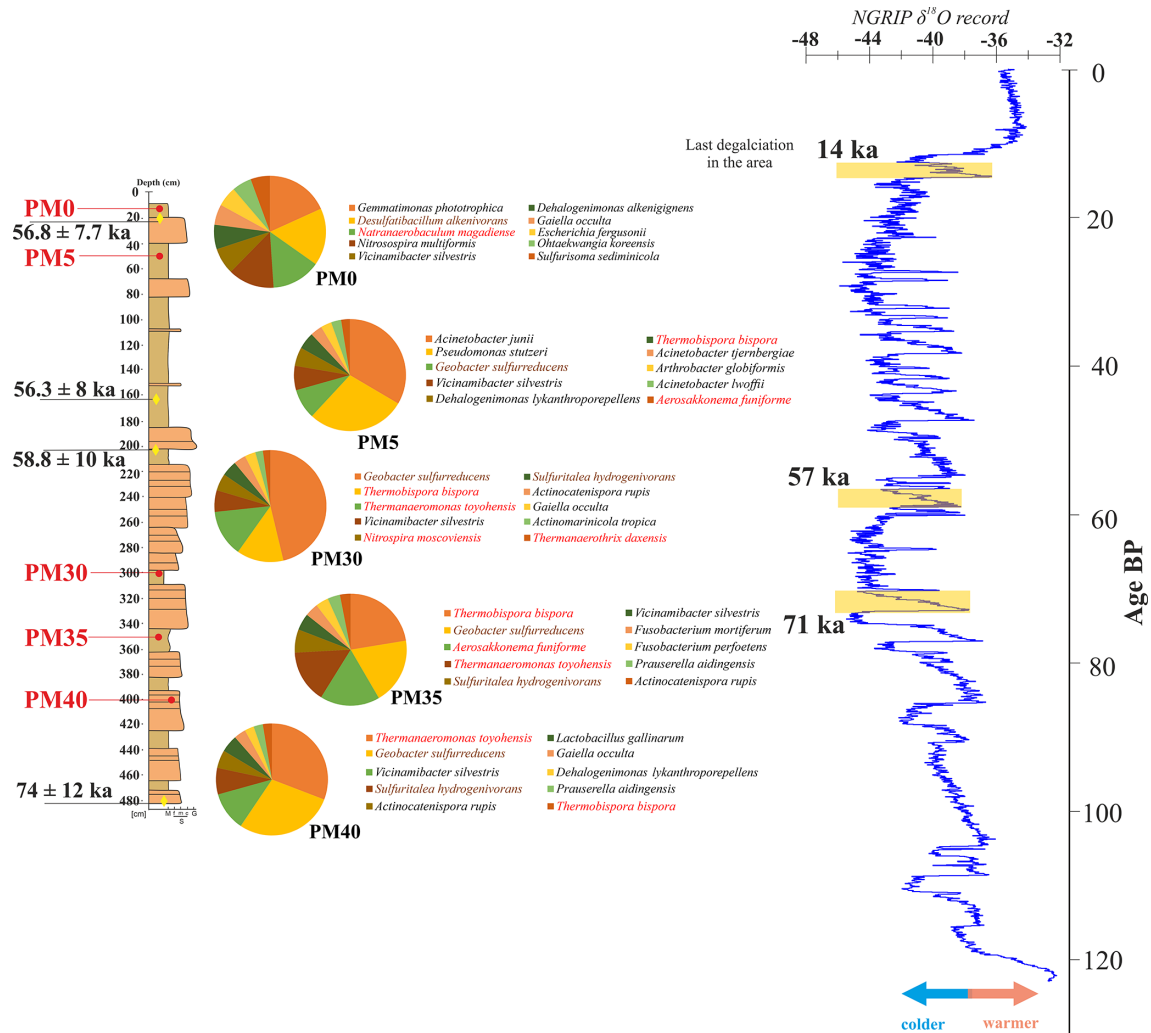 NGRIP δ18O record
-48 -44 -40 -36 -32
0
20
40
60
80
100
120
Age BP
Last degalciation
in the area
14 ka
57 ka
71 ka
colder
warmer
Depth (cm)
0
20
40
60
80
100
120
140
160
180
200
220
240
260
280
300
320
340
360
380
400
420
440
460
480
[cm]
M f m c G
S
PM0
56.8 ± 7.7 ka
PM5
56.3 ± 8 ka
58.8 ± 10 ka
PM30
PM35
PM40
74 ± 12 ka
Gemmatimonas phototrophica
Desulfatibacillum alkenivorans
Natranaerobaculum magadiense
Nitrosospira multiformis
Vicinamibacter silvestris
Dehalogenimonas alkenigignens
Gaiella occulta
Escherichia fergusonii
Ohtaekwangia koreensis
Sulfurisoma sediminicola
PM0
Acinetobacter junii
Pseudomonas stutzeri
Geobacter sulfurreducens
Vicinamibacter silvestris
Dehalogenimonas lykanthroporepellens
Thermobispora bispora
Acinetobacter tjernbergiae
Arthrobacter globiformis
Acinetobacter lwoffii
Aerosakkonema funiforme
PM5
Geobacter sulfurreducens
Thermobispora bispora
Thermanaeromonas toyohensis
Vicinamibacter silvestris
Nitrospira moscoviensis
Sulfuritalea hydrogenivorans
Actinocatenispora rupis
Gaiella occulta
Actinomarinicola tropica
Thermanaerothrix daxensis
PM30
Thermobispora bispora
Geobacter sulfurreducens
Aerosakkonema funiforme
Thermanaeromonas toyohensis
Sulfuritalea hydrogenivorans
Vicinamibacter silvestris
Fusobacterium mortiferum
Fusobacterium perfoetens
Prauserella aidingensis
Actinocatenispora rupis
PM35
Thermanaeromonas toyohensis
Geobacter sulfurreducens
Vicinamibacter silvestris
Sulfuritalea hydrogenivorans
Actinocatenispora rupis
Lactobacillus gallinarum
Gaiella occulta
Dehalogenimonas lykanthroporepellens
Prauserella aidingensis
Thermobispora bispora
PM40